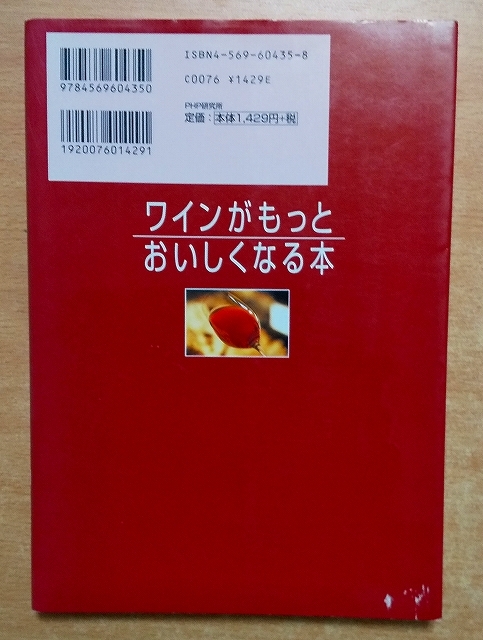 ISBN4-569-60435-8
C0076 ¥1429E
9784569604350
PHP研究所
定価：本体1,429円+税
1920076014291
ワインがもっと
おいしくなる本